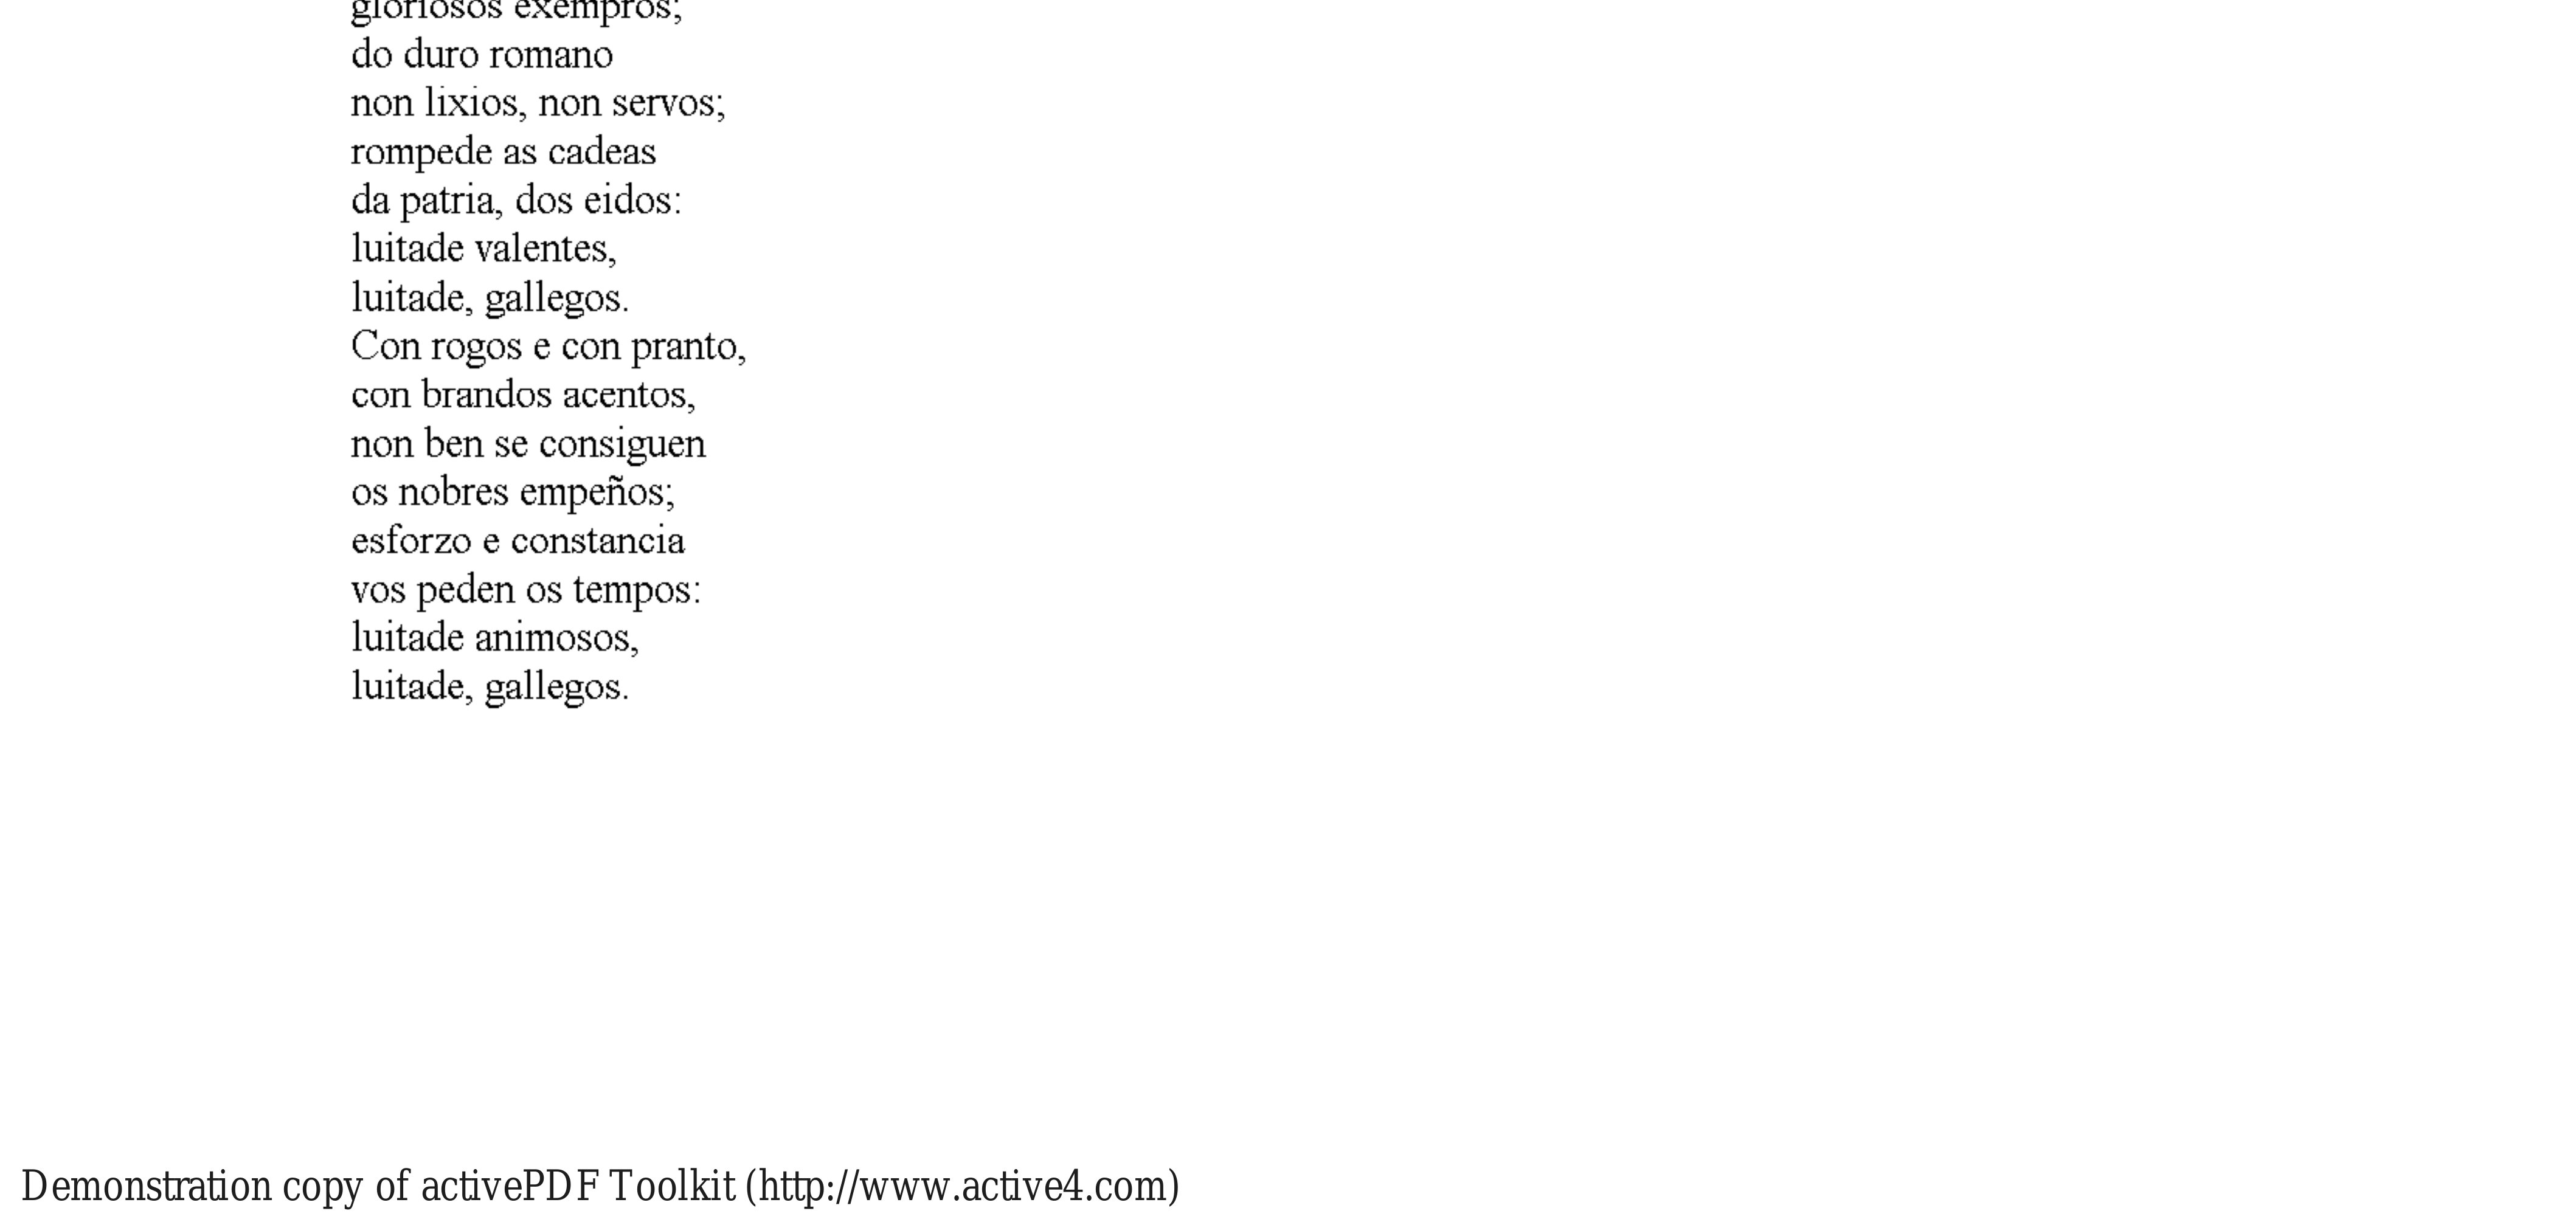 gloriosos exempros;
do duro romano
non lixios, non servos;
rompede as cadeas
da patria, dos eidos:
luitade valentes,
luitade, gallegos.
Con rogos e con pranto,
con brandos acentos,
non ben se consiguen
os nobres empeños;
esforzo e constancia
vos peden os tempos:
luitade animosos,
luitade, gallegos.
Demonstration copy of activePDF Toolkit (http://www.active4.com)